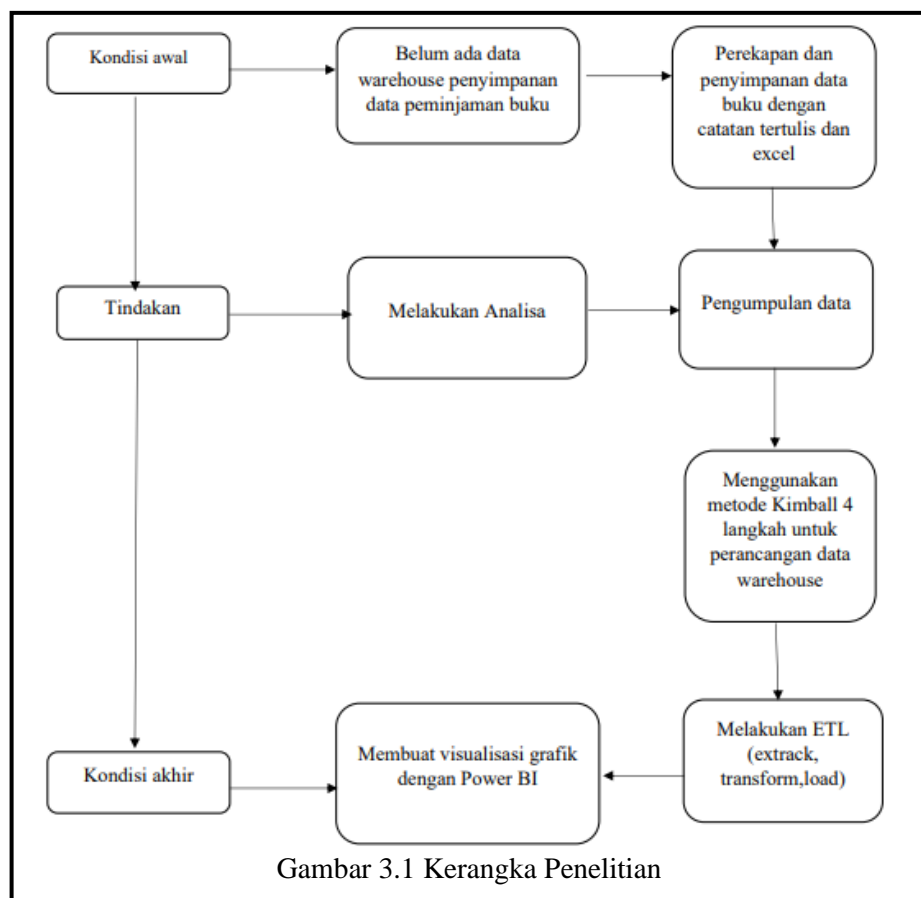 Kondisi awal
Belum ada data
warehouse penyimpanan
data peminjaman buku
Perekapan dan
penyimpanan data
buku dengan
catatan tertulis dan
excel
Tindakan
Melakukan Analisa
Pengumpulan data
Menggunakan
metode Kimball 4
langkah untuk
perancangan data
warehouse
Kondisi akhir
Membuat visualisasi grafik
dengan Power BI
Melakukan ETL
(extrack,
transform,load)
Gambar 3.1 Kerangka Penelitian